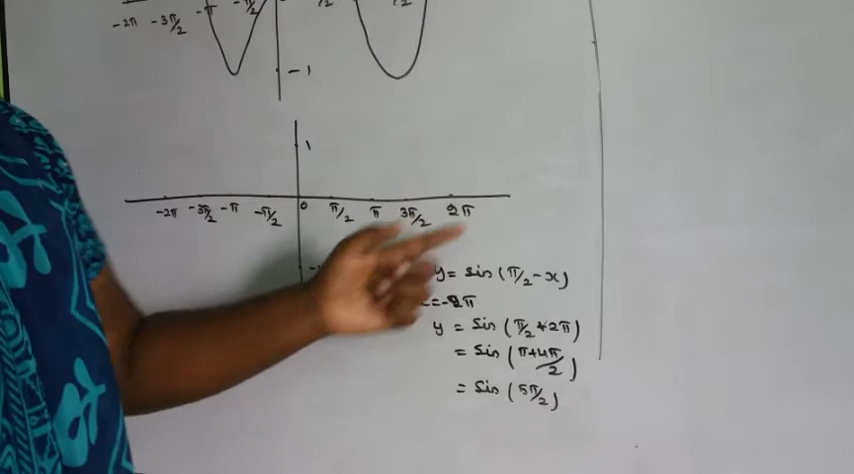 -2π -3π/2 -π -π/2
-1
1
-2π -3π/2 -π -π/2 0 π/2 π 3π/2 2π
y = sin(π/2 - x)
= -2π
y = sin(π/2 + 2π)
= sin(π+4π/2)
= sin(5π/2)